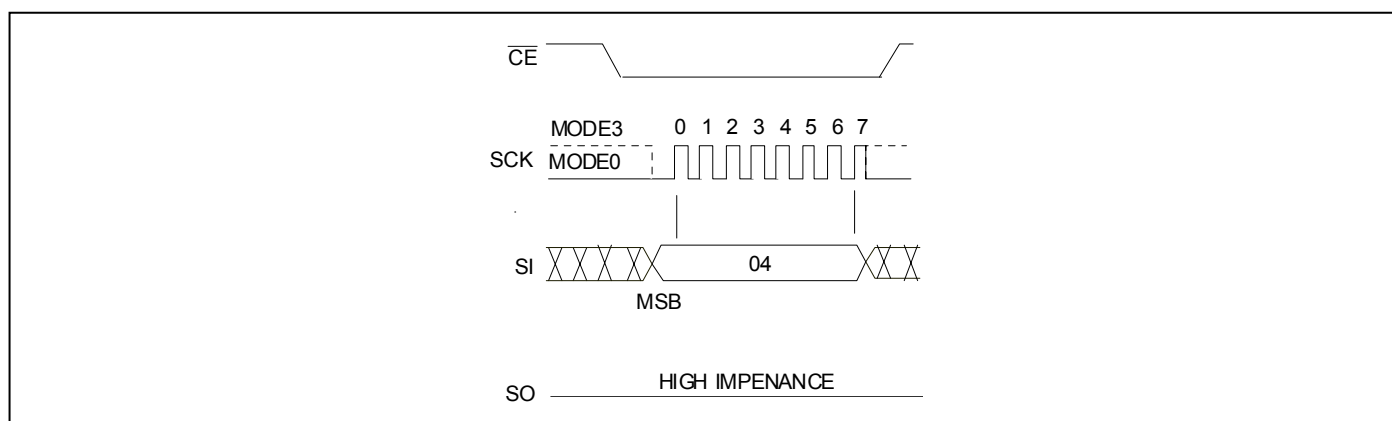 CE
MODE3 0 1 2 3 4 5 6 7
SCK MODE0
SI 04
MSB
HIGH IMPENANCE
SO